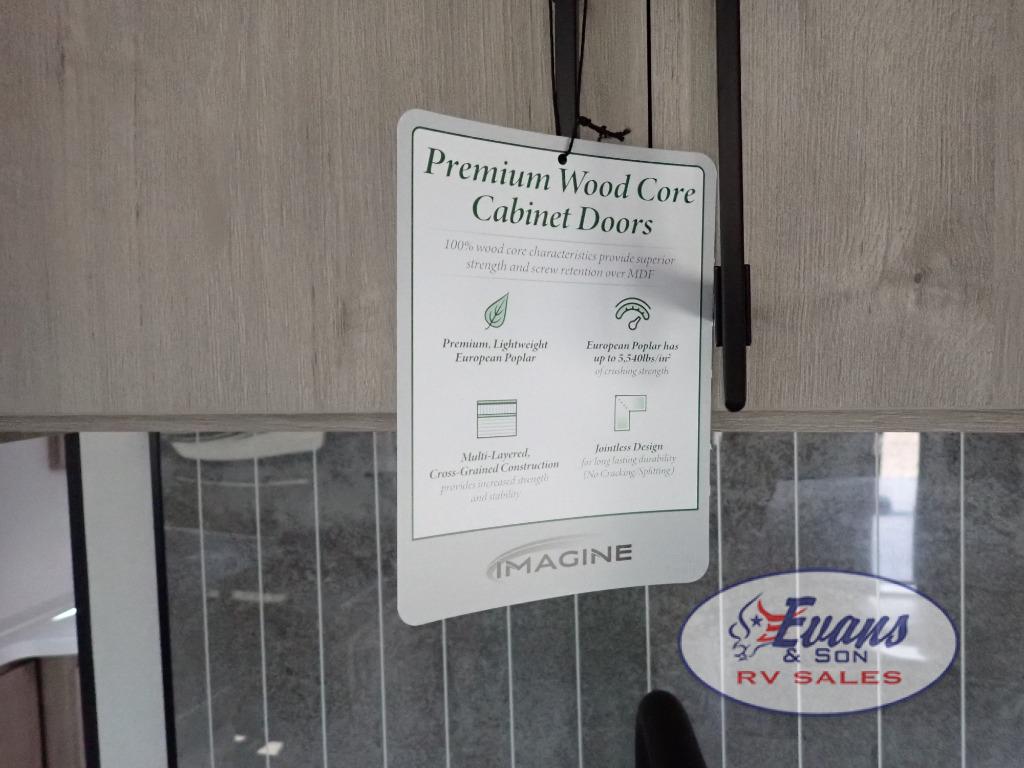 Premium Wood Core
Cabinet Doors
100% wood core characteristics provide superior
strength and screw retention over MDF
Premium, Lightweight
European Poplar
European Poplar has
up to 5,540lbs/in²
of crushing strength
Multi-Layered,
Cross-Grained Construction
provides increased strength
and stability
Jointless Design
for long lasting durability
(No Cracking/Splitting)
IMAGINE
Evans
& SON
RV SALES